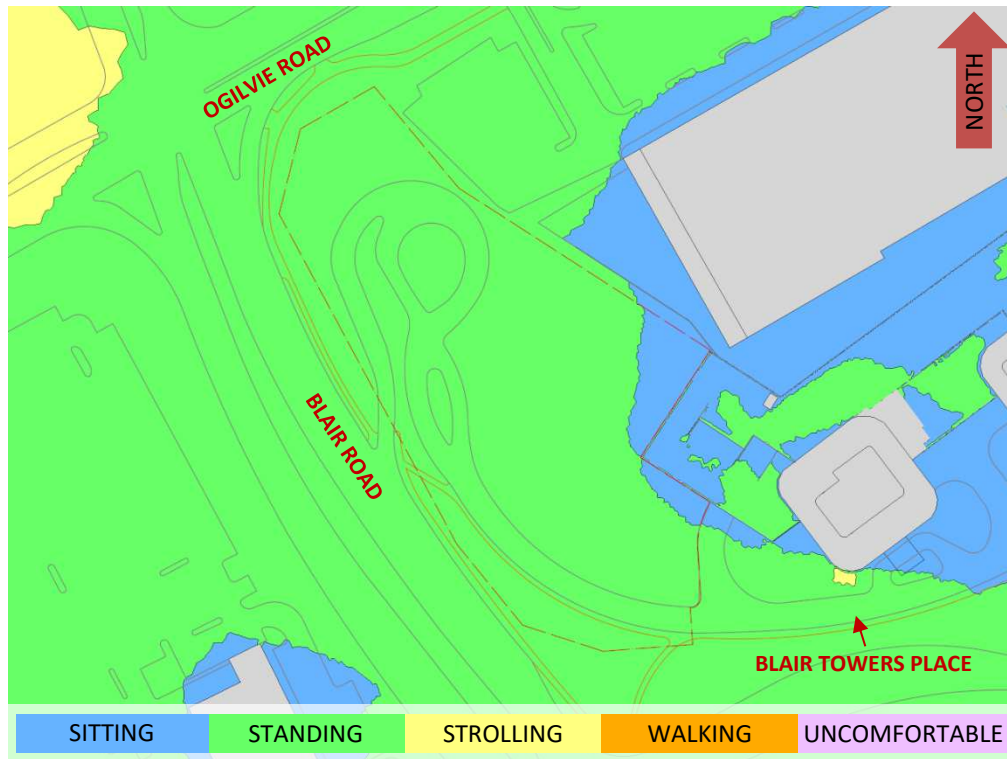 OGILVIE ROAD
NORTH
BLAIR ROAD
BLAIR TOWERS PLACE
SITTING
STANDING
STROLLING
WALKING
UNCOMFORTABLE